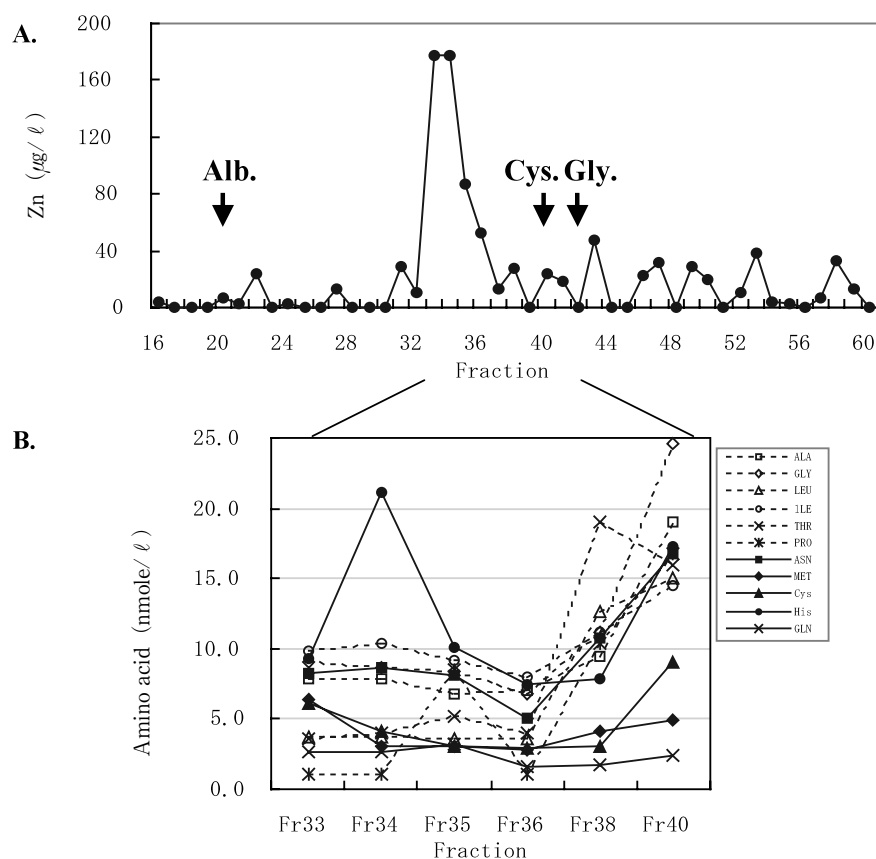 A.
Zn (μg/ℓ)
200
160
120
80
40
0
Alb.
Cys. Gly.
16 20 24 28 32 36 40 44 48 52 56 60
Fraction
B.
Amino acid (nmole/ℓ)
25.0
20.0
15.0
10.0
5.0
0.0
Fr33 Fr34 Fr35 Fr36 Fr38 Fr40
Fraction
ALA
GLY
LEU
ILE
THR
PRO
ASN
MET
Cys
His
GLN